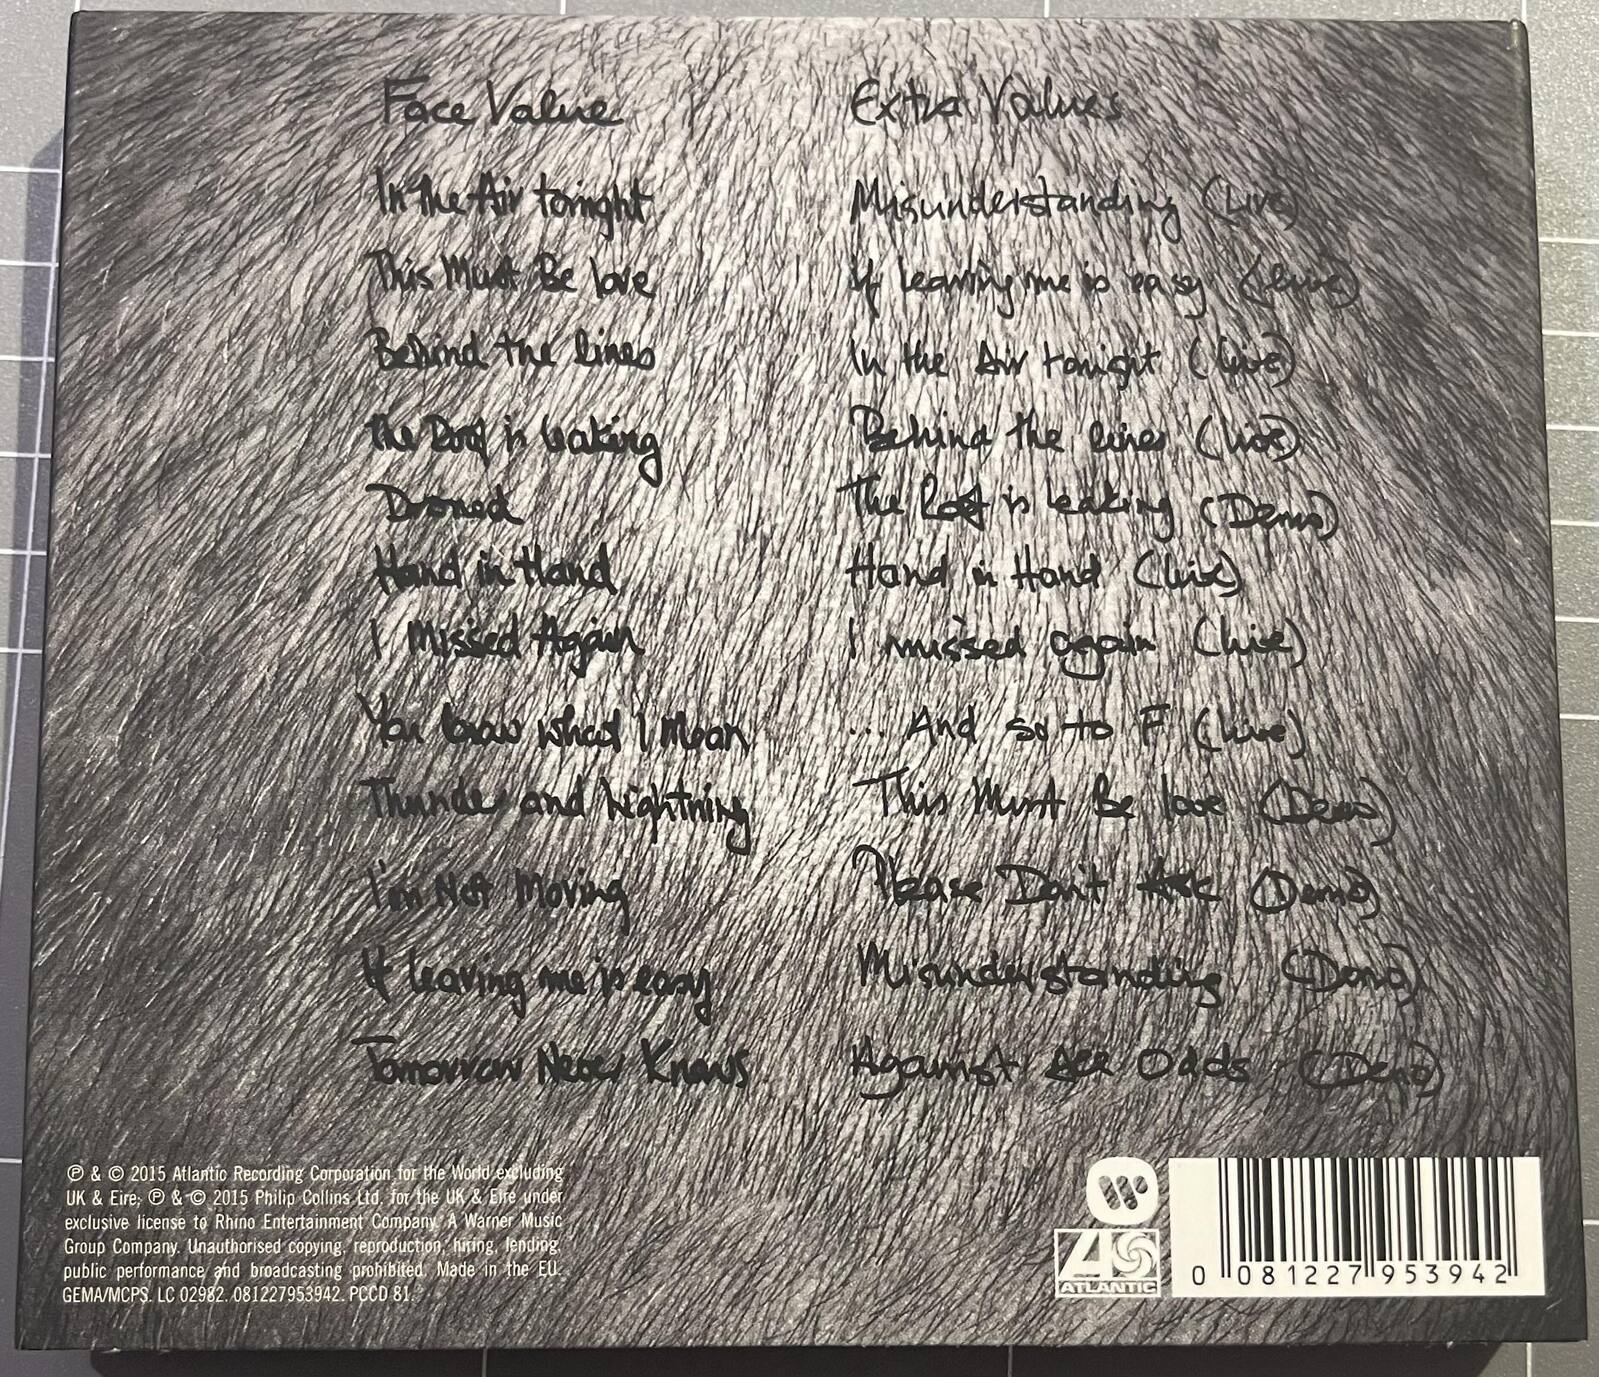 Face Value
In the Air tonight
This Must Be love
Behind the lines
the Roof is leaking
Droned
Hand in Hand
I Missed Again
You know what I Mean
Thunder and Lightning
I'm Not Moving
If leaving me is easy
Tomorrow Never Knows
Extra Values
Misunderstanding (Live)
If leaving me is easy (Live)
In the Air tonight (Live)
Behind the lines (Live)
The Roof is leaking (Demo)
Hand in Hand (Live)
I missed again (Live)
... And so to F (Live)
This Must Be love (Demo)
Please Don't Ask (Demo)
Misunderstanding (Demo)
Against All Odds (Demo)
℗ & © 2015 Atlantic Recording Corporation for the World excluding
UK & Eire; ℗ & © 2015 Philip Collins Ltd. for the UK & Eire under
exclusive license to Rhino Entertainment Company. A Warner Music
Group Company. Unauthorised copying, reproduction, hiring, lending,
public performance and broadcasting prohibited. Made in the EU.
GEMA/MCPS. LC 02982. 081227953942. PCCD 81.
ATLANTIC
0 081227 953942